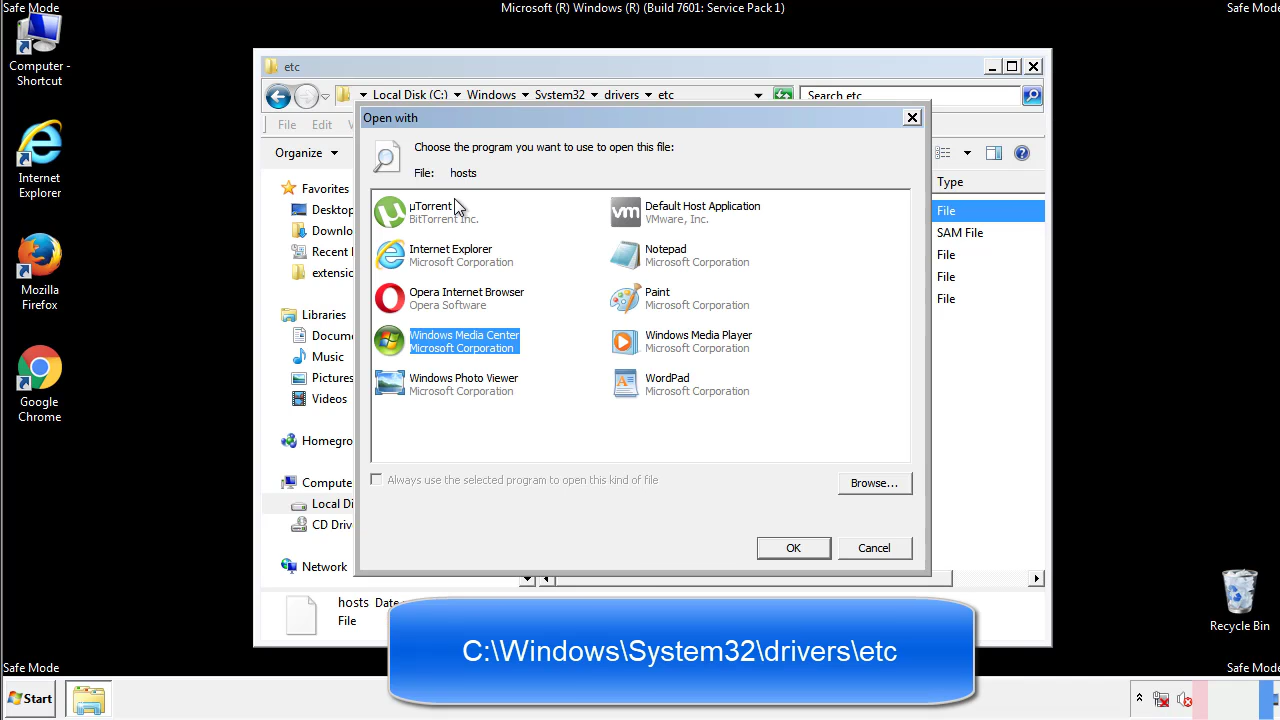 Safe Mode
Microsoft (R) Windows (R) (Build 7601: Service Pack 1)
Safe Mode
Computer - Shortcut
Internet Explorer
Mozilla Firefox
Google Chrome
etc
Local Disk (C:) Windows System32 drivers etc
Search etc
File Edit
Organize
Type
Favorites
Desktop
Recent
Libraries
Music
Pictures
Videos
Local
CD
Network
File
SAM File
File
File
File
Open with
Choose the program you want to use to open this file:
File: hosts
µTorrent
BitTorrent Inc.
Default Host Application
VMware, Inc.
vm
Internet Explorer
Microsoft Corporation
Notepad
Microsoft Corporation
Opera Internet Browser
Opera Software
Paint
Microsoft Corporation
Windows Media Center
Microsoft Corporation
Windows Media Player
Microsoft Corporation
Windows Photo Viewer
Microsoft Corporation
WordPad
Microsoft Corporation
Always use the selected program to open this kind of file
Browse...
OK
Cancel
hosts
File
C:\Windows\System32\drivers\etc
Recycle Bin
Safe Mode
Safe Mode
Start